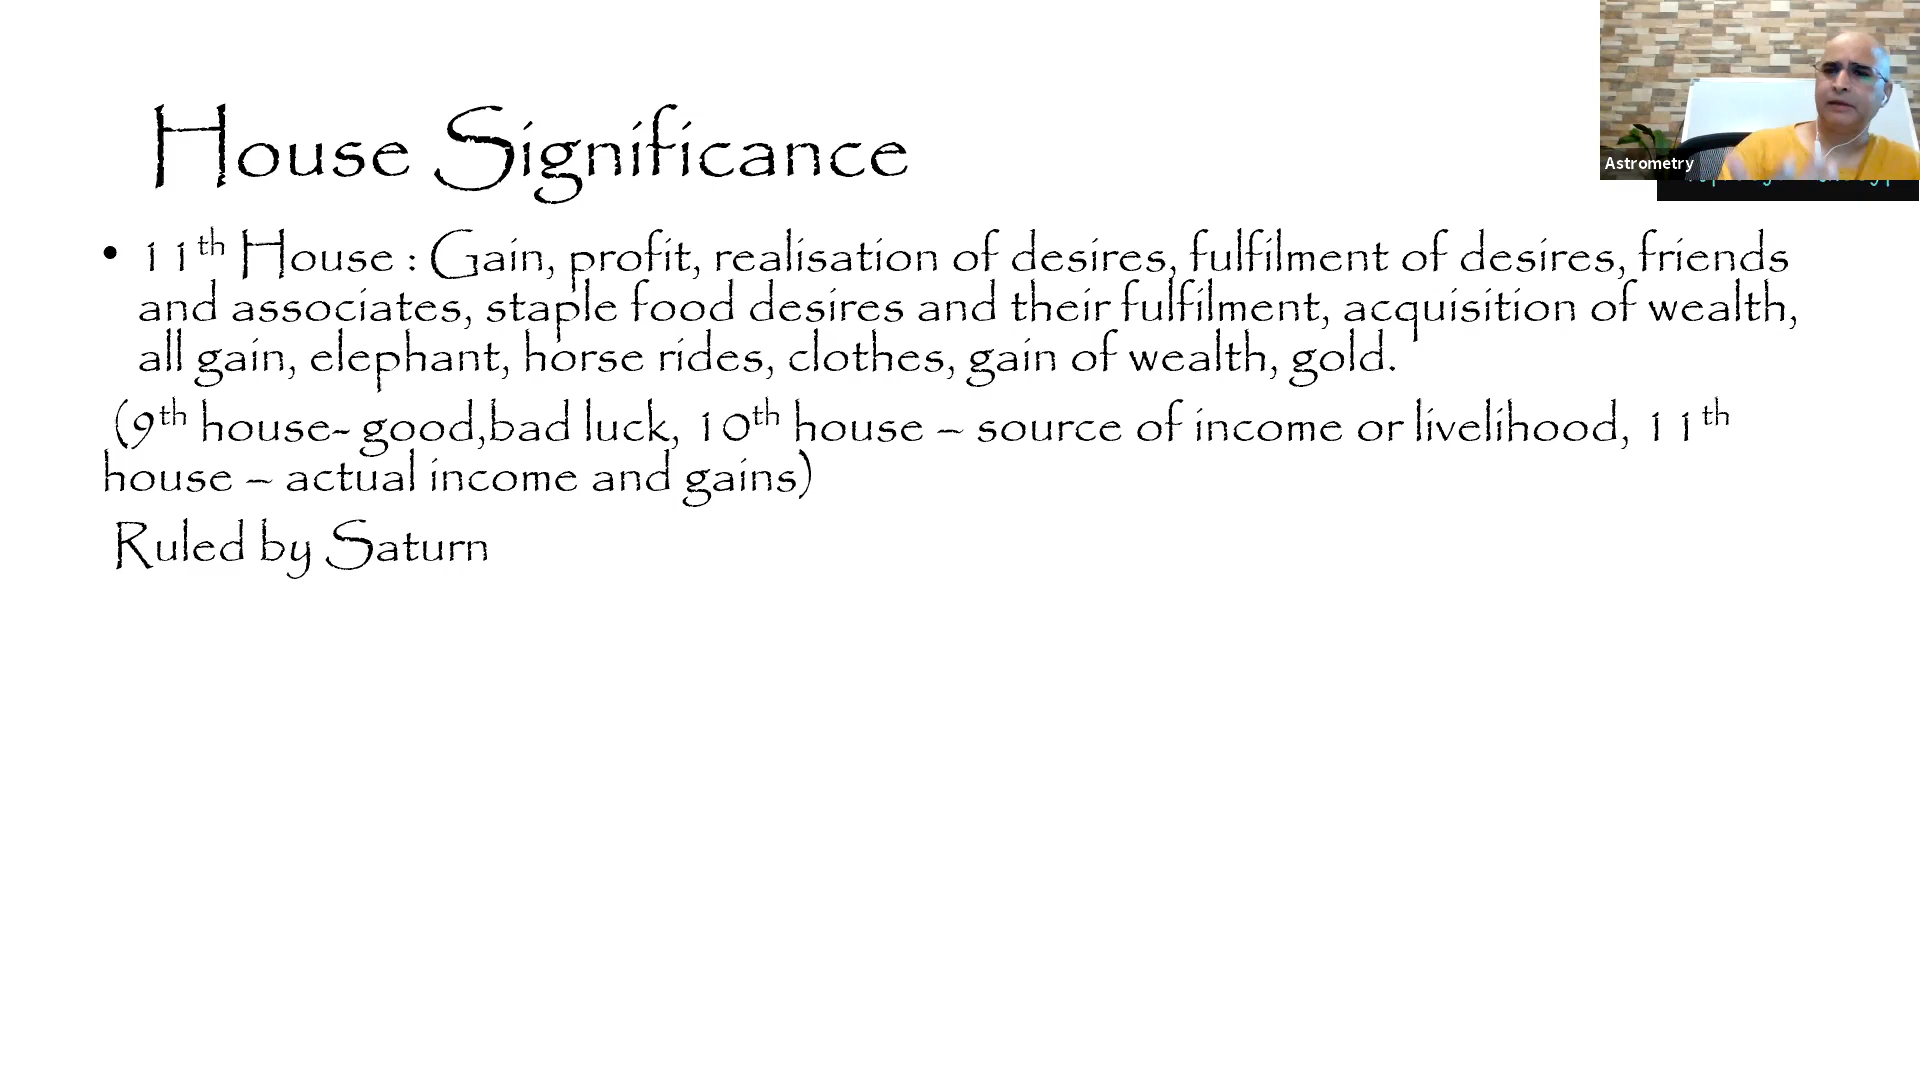 House Significance
• 11th House : Gain, profit, realisation of desires, fulfilment of desires, friends
and associates, staple food desires and their fulfilment, acquisition of wealth,
all gain, elephant, horse rides, clothes, gain of wealth, gold.
(9th house- good,bad luck, 10th house – source of income or livelihood, 11th
house – actual income and gains)
Ruled by Saturn
Astrometry